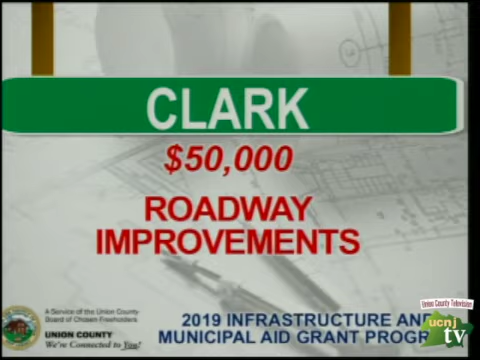 CLARK
$50,000
ROADWAY
IMPROVEMENTS
A Service of the Union County
Board of Chosen Freeholders
UNION COUNTY
We're Connected to You!
2019 INFRASTRUCTURE AND
MUNICIPAL AID GRANT PROGR
Union County Television
ucnj
tv